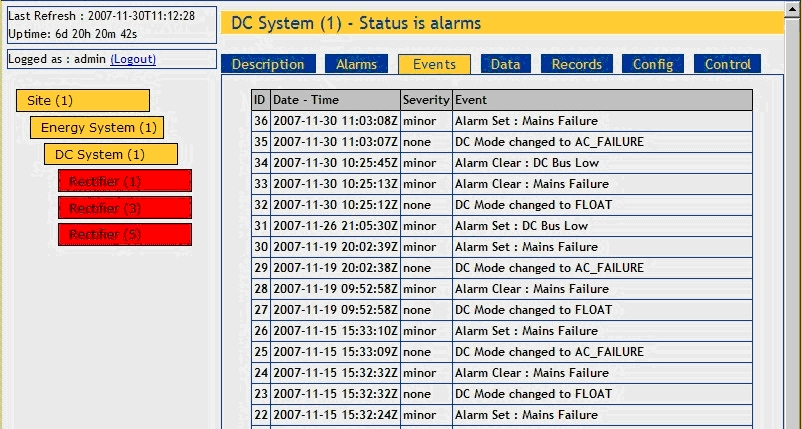 Last Refresh : 2007-11-30T11:12:28
Uptime: 6d 20h 20m 42s
Logged as : admin (Logout)
Site (1)
Energy System (1)
DC System (1)
Rectifier (1)
Rectifier (3)
Rectifier (5)
DC System (1) - Status is alarms
Description Alarms Events Data Records Config Control
ID Date - Time Severity Event
36 2007-11-30 11:03:08Z minor Alarm Set : Mains Failure
35 2007-11-30 11:03:07Z none DC Mode changed to AC_FAILURE
34 2007-11-30 10:25:45Z minor Alarm Clear : DC Bus Low
33 2007-11-30 10:25:13Z minor Alarm Clear : Mains Failure
32 2007-11-30 10:25:12Z none DC Mode changed to FLOAT
31 2007-11-26 21:05:30Z minor Alarm Set : DC Bus Low
30 2007-11-19 20:02:39Z minor Alarm Set : Mains Failure
29 2007-11-19 20:02:38Z none DC Mode changed to AC_FAILURE
28 2007-11-19 09:52:58Z minor Alarm Clear : Mains Failure
27 2007-11-19 09:52:58Z none DC Mode changed to FLOAT
26 2007-11-15 15:33:10Z minor Alarm Set : Mains Failure
25 2007-11-15 15:33:09Z none DC Mode changed to AC_FAILURE
24 2007-11-15 15:32:32Z minor Alarm Clear : Mains Failure
23 2007-11-15 15:32:32Z none DC Mode changed to FLOAT
22 2007-11-15 15:32:24Z minor Alarm Set : Mains Failure